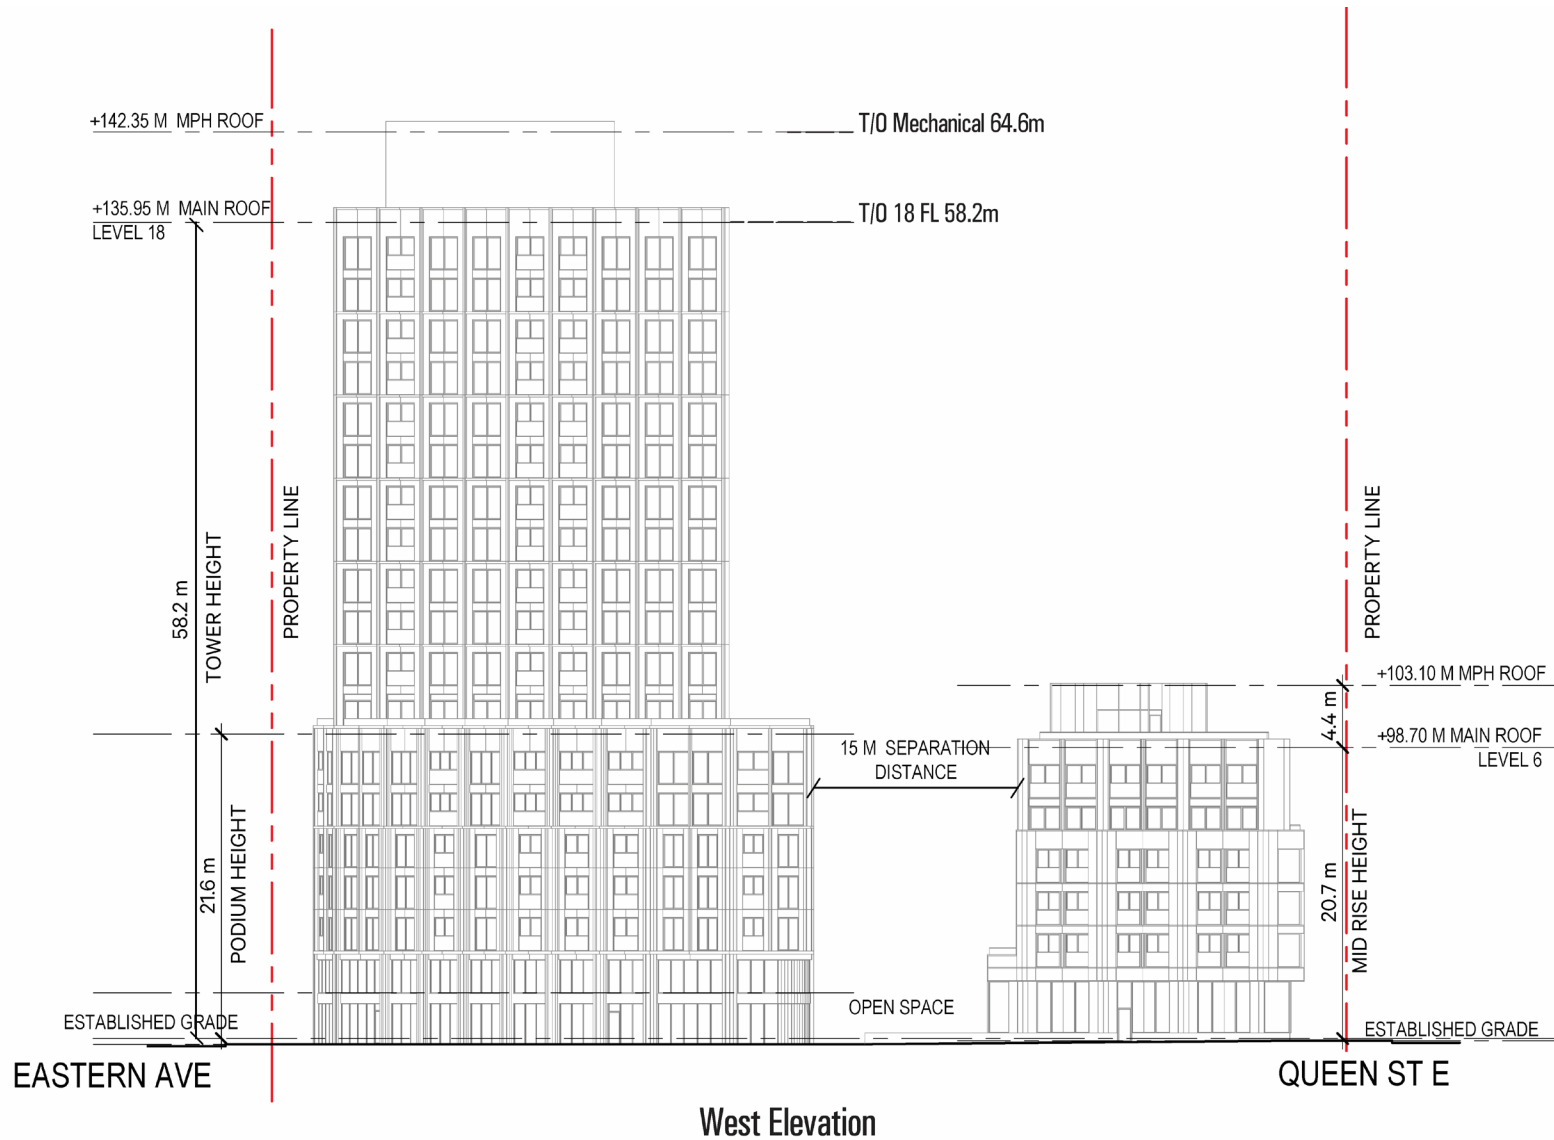 +142.35 M MPH ROOF
T/O Mechanical 64.6m
+135.95 M MAIN ROOF
LEVEL 18
T/O 18 FL 58.2m
58.2 m
TOWER HEIGHT
PROPERTY LINE
PROPERTY LINE
+103.10 M MPH ROOF
4.4 m
+98.70 M MAIN ROOF
LEVEL 6
15 M SEPARATION
DISTANCE
21.6 m
PODIUM HEIGHT
20.7 m
MID RISE HEIGHT
OPEN SPACE
ESTABLISHED GRADE
ESTABLISHED GRADE
EASTERN AVE
QUEEN ST E
West Elevation